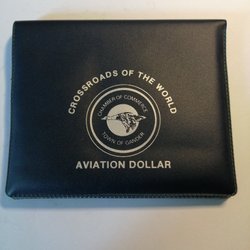 CROSSROADS OF THE WORLD
CHAMBER OF COMMERCE
TOWN OF GANDER
AVIATION DOLLAR